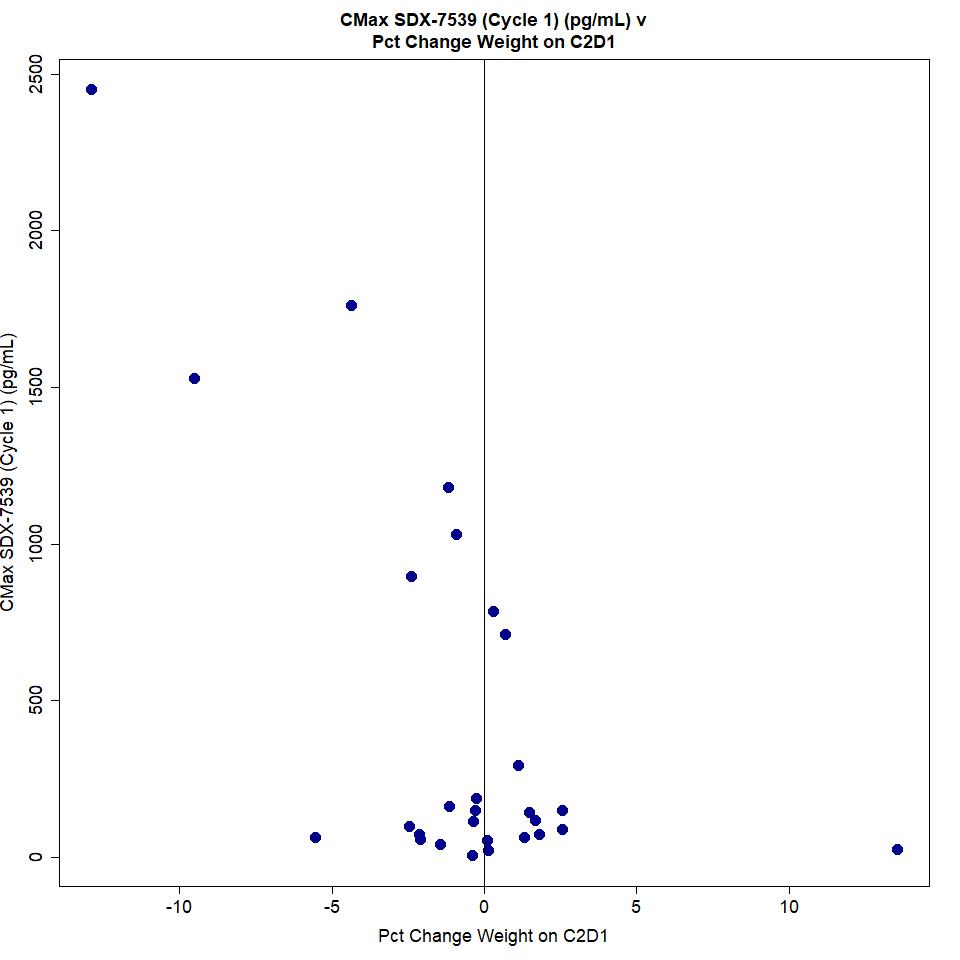 CMax SDX-7539 (Cycle 1) (pg/mL) v
Pct Change Weight on C2D1
CMax SDX-7539 (Cycle 1) (pg/mL)
2500
2000
1500
1000
500
0
-10
-5
0
5
10
Pct Change Weight on C2D1